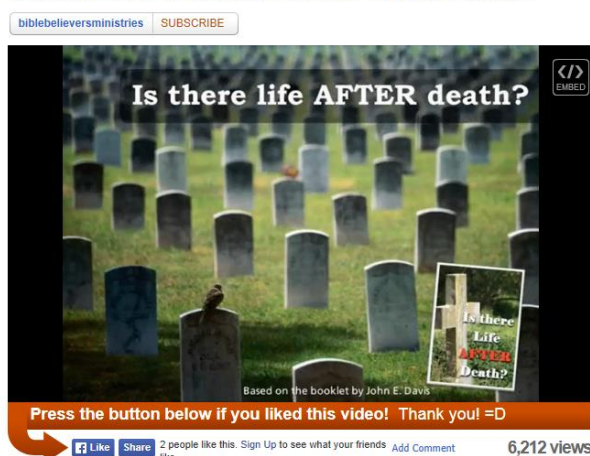 biblebelieversministries SUBSCRIBE
Is there life AFTER death?
</>
EMBED
Is there
Life
AFTER
Death?
Based on the booklet by John E. Davis
Press the button below if you liked this video! Thank you! =D
f Like Share 2 people like this. Sign Up to see what your friends Add Comment 6,212 views
like.